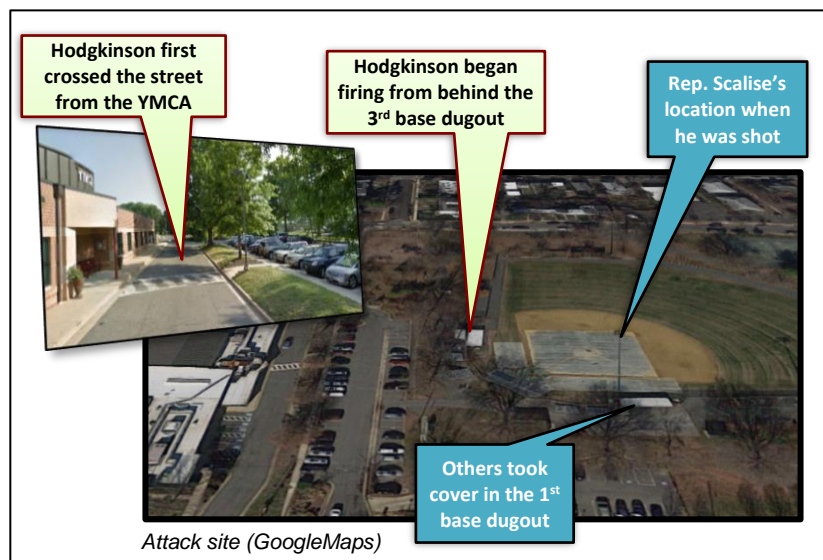 Hodgkinson first
crossed the street
from the YMCA
Hodgkinson began
firing from behind the
3rd base dugout
Rep. Scalise’s
location when
he was shot
YMCA
Others took
cover in the 1st
base dugout
Attack site (GoogleMaps)